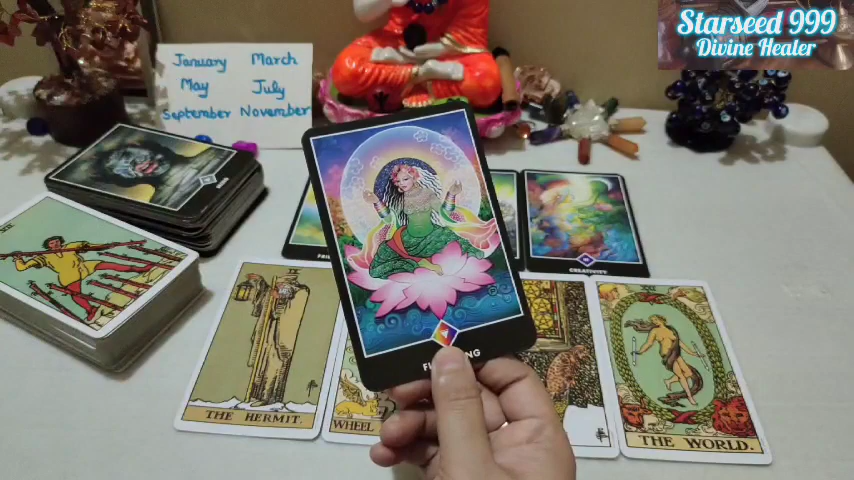 Starseed 999
Divine Healer
January March
May July
September November
CREATIVITY
THE HERMIT.
WHEEL
THE WORLD.